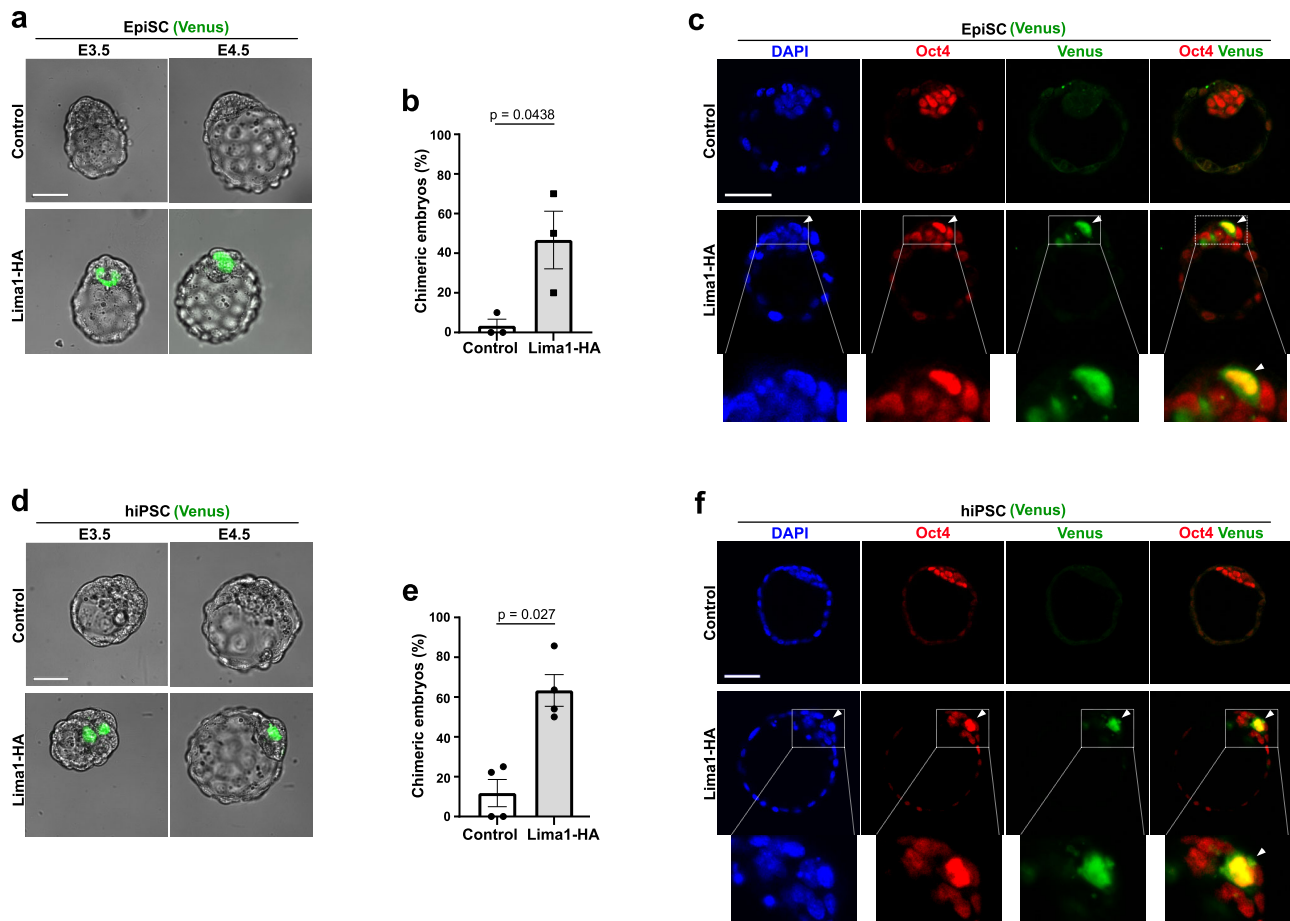 a
EpiSC (Venus)
E3.5 E4.5
Control
Lima1-HA
b
p = 0.0438
Chimeric embryos (%)
100
80
60
40
20
0
Control Lima1-HA
c
EpiSC (Venus)
DAPI Oct4 Venus Oct4 Venus
Control
Lima1-HA
d
hiPSC (Venus)
E3.5 E4.5
Control
Lima1-HA
e
p = 0.027
Chimeric embryos (%)
100
80
60
40
20
0
Control Lima1-HA
f
hiPSC (Venus)
DAPI Oct4 Venus Oct4 Venus
Control
Lima1-HA